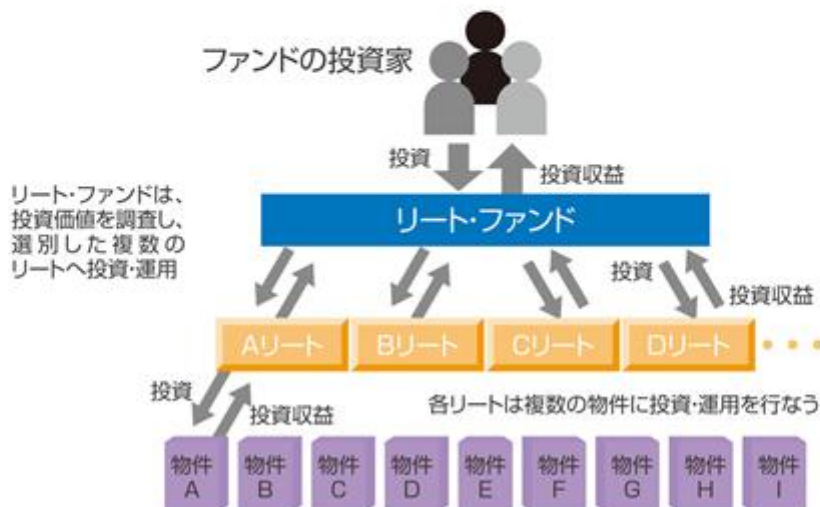 ファンドの投資家
投資
投資収益
リート・ファンドは、
投資価値を調査し、
選別した複数の
リートへ投資・運用
リート・ファンド
投資
投資収益
Aリート
Bリート
Cリート
Dリート
投資
投資収益
各リートは複数の物件に投資・運用を行なう
物件
A
物件
B
物件
C
物件
D
物件
E
物件
F
物件
G
物件
H
物件
I